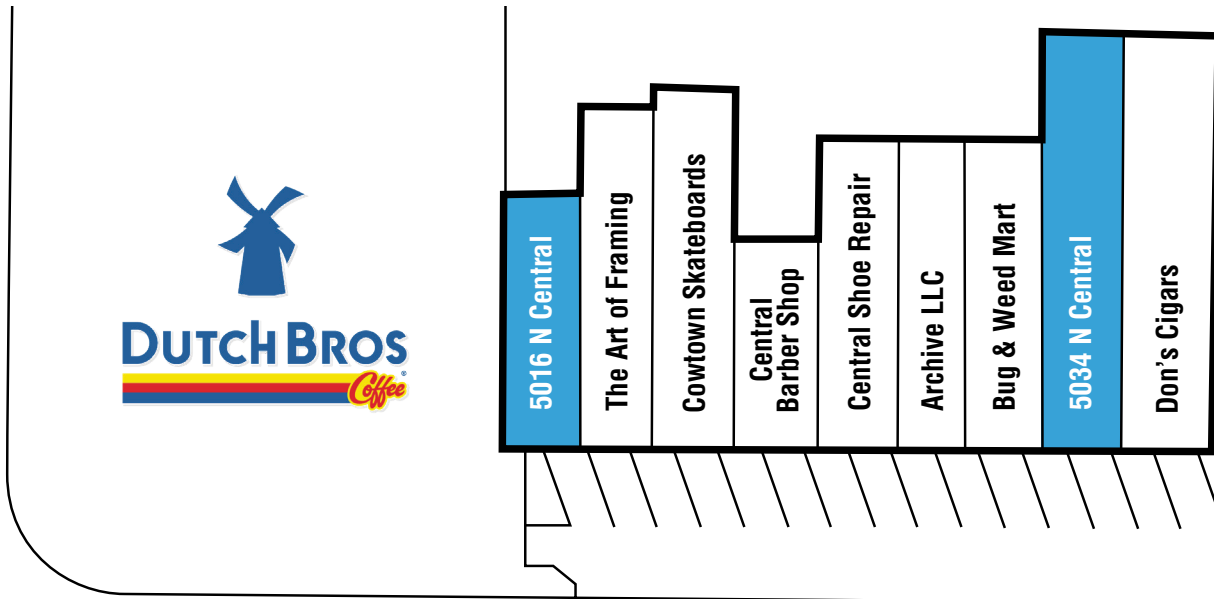 DUTCH BROS
Coffee®
5016 N Central
The Art of Framing
Cowtown Skateboards
Central
Barber Shop
Central Shoe Repair
Archive LLC
Bug & Weed Mart
5034 N Central
Don's Cigars